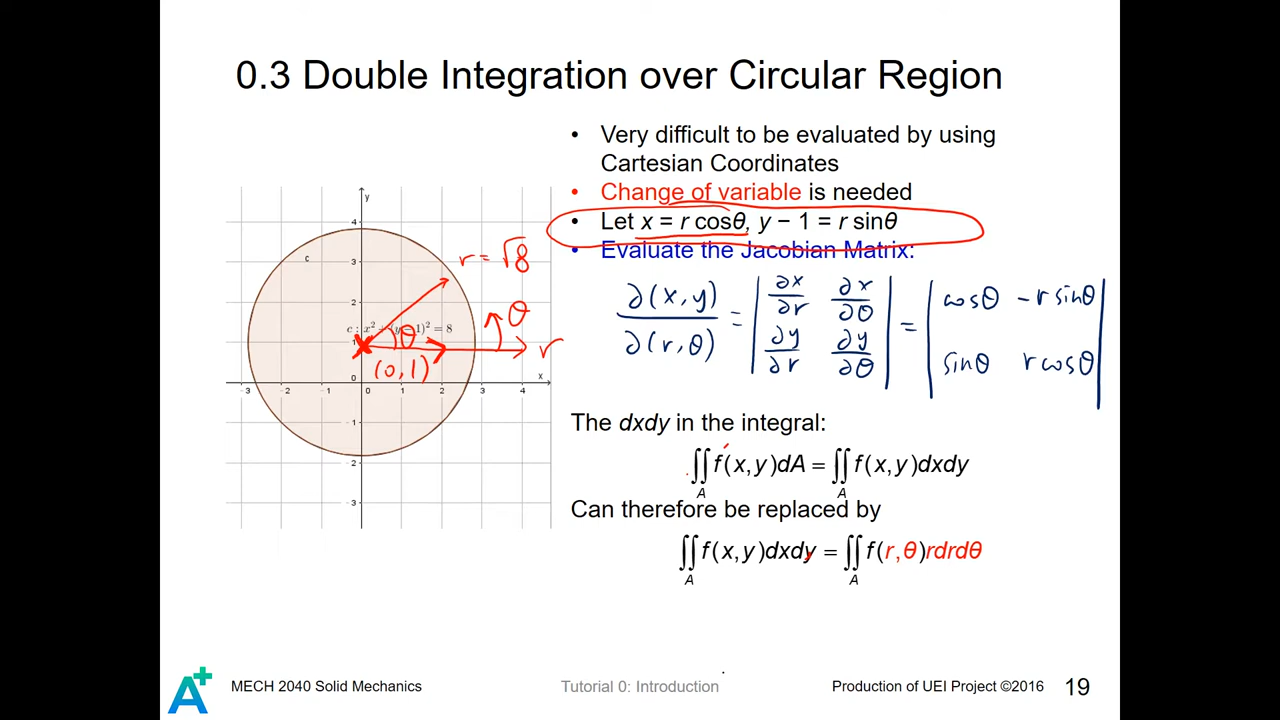 0.3 Double Integration over Circular Region
• Very difficult to be evaluated by using
Cartesian Coordinates
• Change of variable is needed
• Let x = r cosθ, y − 1 = r sinθ
• Evaluate the Jacobian Matrix:
y
4
3
2
1
0
1
2
3
3
2
1
0
1
2
3
4
x
c
c : x² + (y − 1)² = 8
r = √8
θ
θ
r
(0,1)
∂(x,y)/∂(r,θ) = | ∂x/∂r ∂x/∂θ ∂y/∂r ∂y/∂θ | = | cosθ −r sinθ sinθ r cosθ |
The dxdy in the integral:
∬_A f(x,y)dA = ∬_A f(x,y)dxdy
Can therefore be replaced by
∬_A f(x,y)dxdy = ∬_A f(r,θ)rdrdθ
A+
MECH 2040 Solid Mechanics
Tutorial 0: Introduction
Production of UEI Project ©2016
19